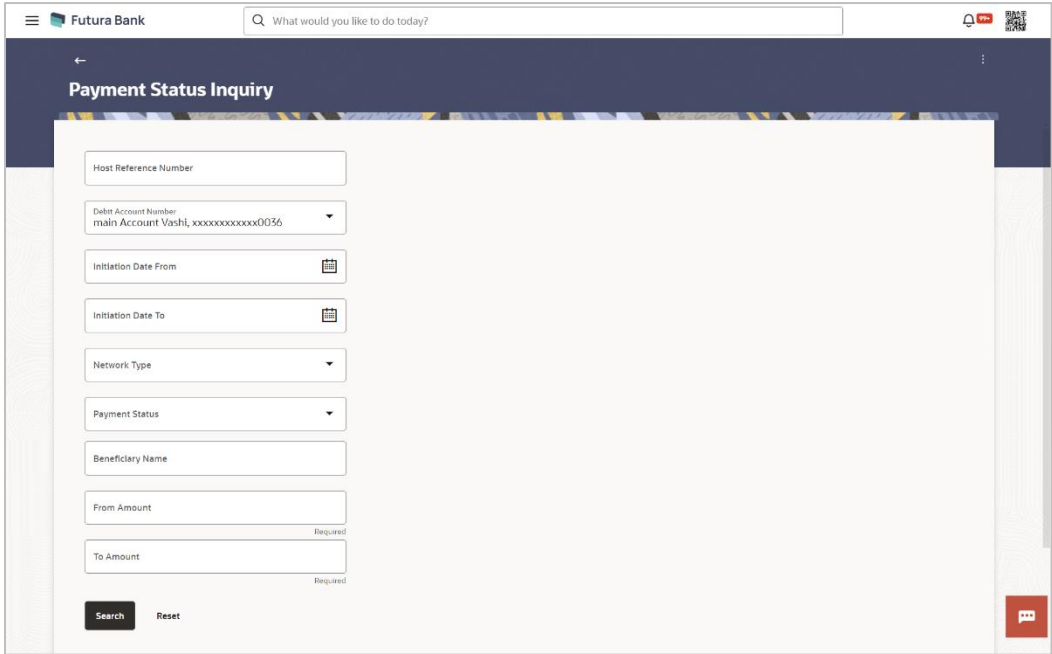 Futura Bank
What would you like to do today?
99+
Payment Status Inquiry
Host Reference Number
Debit Account Number
main Account Vashi, xxxxxxxxxxxx0036
Initiation Date From
Initiation Date To
Network Type
Payment Status
Beneficiary Name
From Amount
Required
To Amount
Required
Search Reset